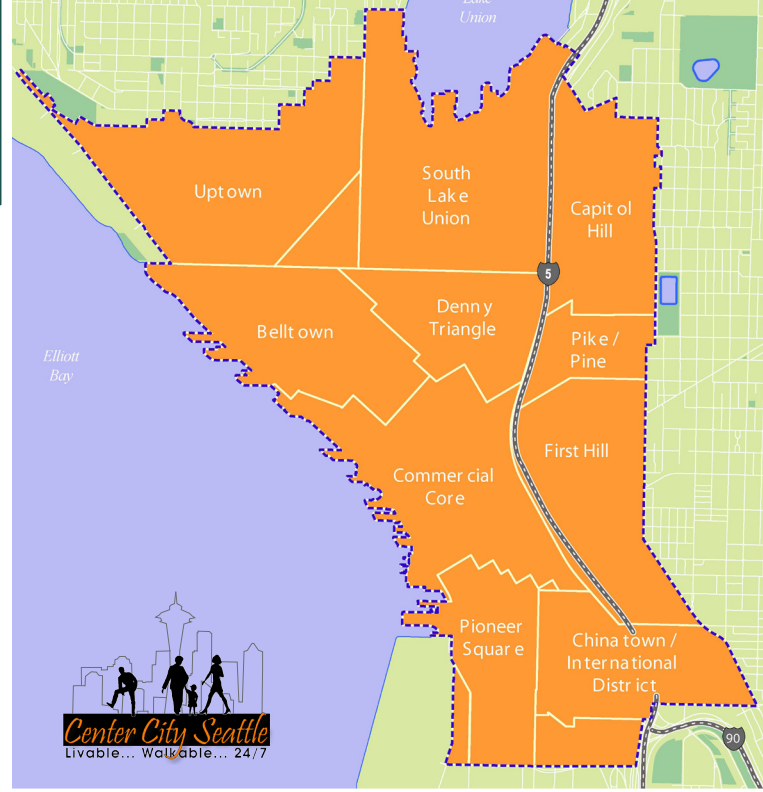 Lake
Union
Uptown
South
Lake
Union
Capitol
Hill
5
Denny
Triangle
Belltown
Pike /
Pine
Elliott
Bay
First Hill
Commercial
Core
Pioneer
Square
Chinatown /
International
District
Center City Seattle
Livable... Walkable... 24/7
90